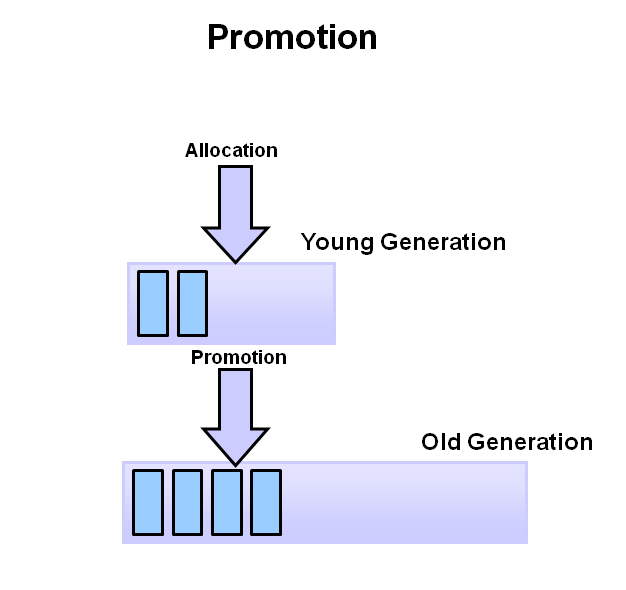 Promotion
Allocation
Young Generation
Promotion
Old Generation